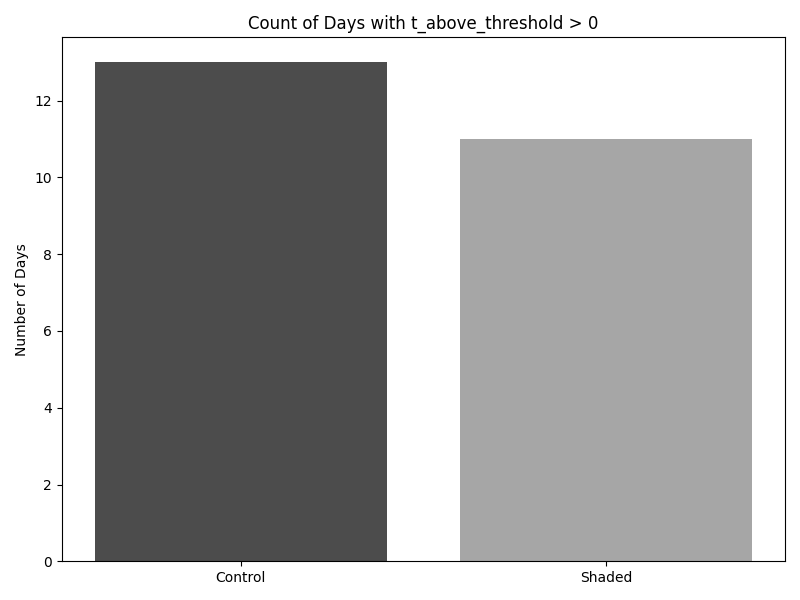 Count of Days with t_above_threshold > 0
Number of Days
12
10
8
6
4
2
0
Control
Shaded